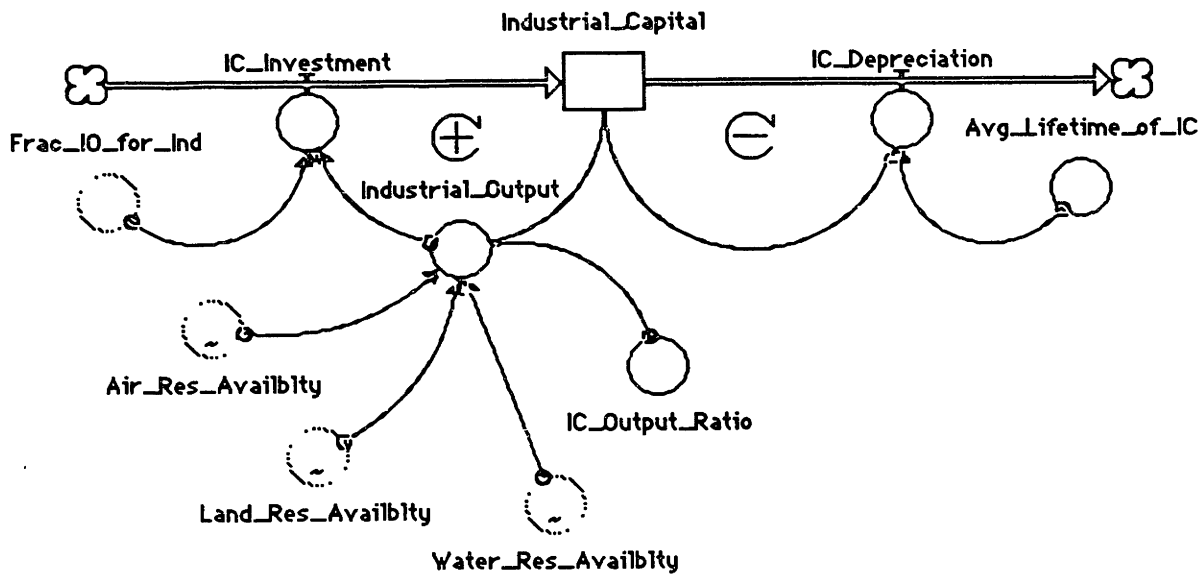 Industrial_Capital
IC_Investment
IC_Depreciation
Frac_IO_for_Ind
Avg_Lifetime_of_IC
+
−
Industrial_Output
~
Air_Res_Availblty
IC_Output_Ratio
~
Land_Res_Availblty
~
Water_Res_Availblty